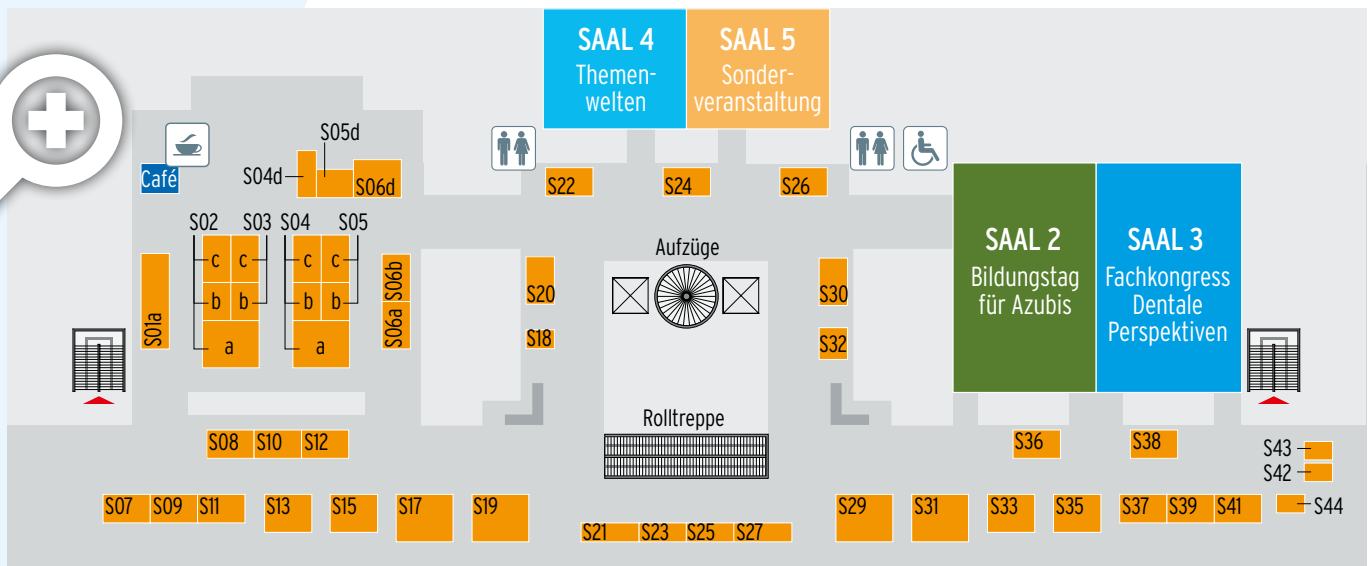 SAAL 4
Themen-
welten
SAAL 5
Sonder-
veranstaltung
S05d
S04d
S06d
Café
S22
S24
S26
S02
S03
S04
S05
c
c
c
c
b
b
b
b
a
a
S01a
S06b
S06a
S20
S18
Aufzüge
S30
S32
SAAL 2
Bildungstag
für Azubis
SAAL 3
Fachkongress
Dentale
Perspektiven
Rolltreppe
S08
S10
S12
S36
S38
S43
S42
S07
S09
S11
S13
S15
S17
S19
S21
S23
S25
S27
S29
S31
S33
S35
S37
S39
S41
S44